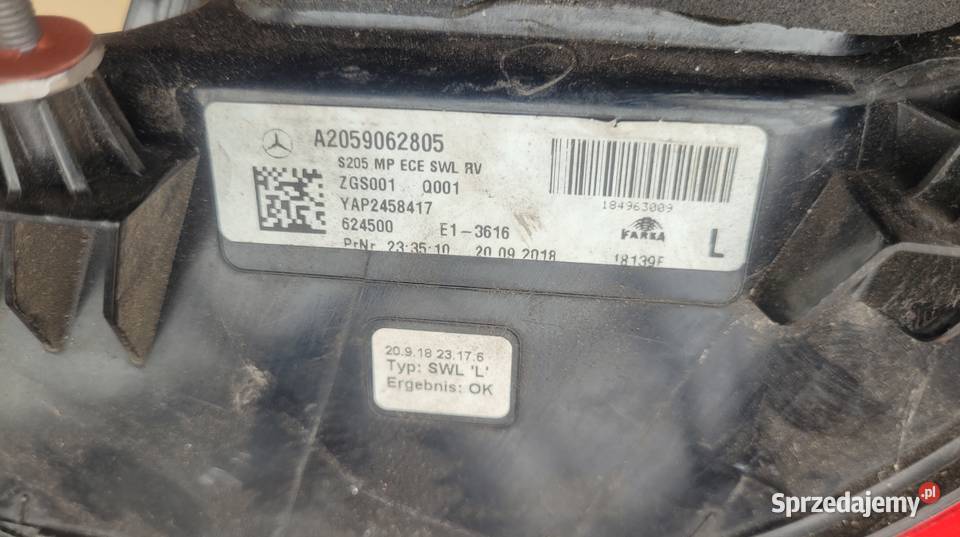 A2059062805
S205 MP ECE SWL RV
ZGS001 Q001
YAP2458417
624500 E1-3616
PrNr 23:35:10 20.09.2018
184963009
FARBA
18139F
L
20.9.18 23.17.6
Typ: SWL 'L'
Ergebnis: OK
Sprzedajemy.pl